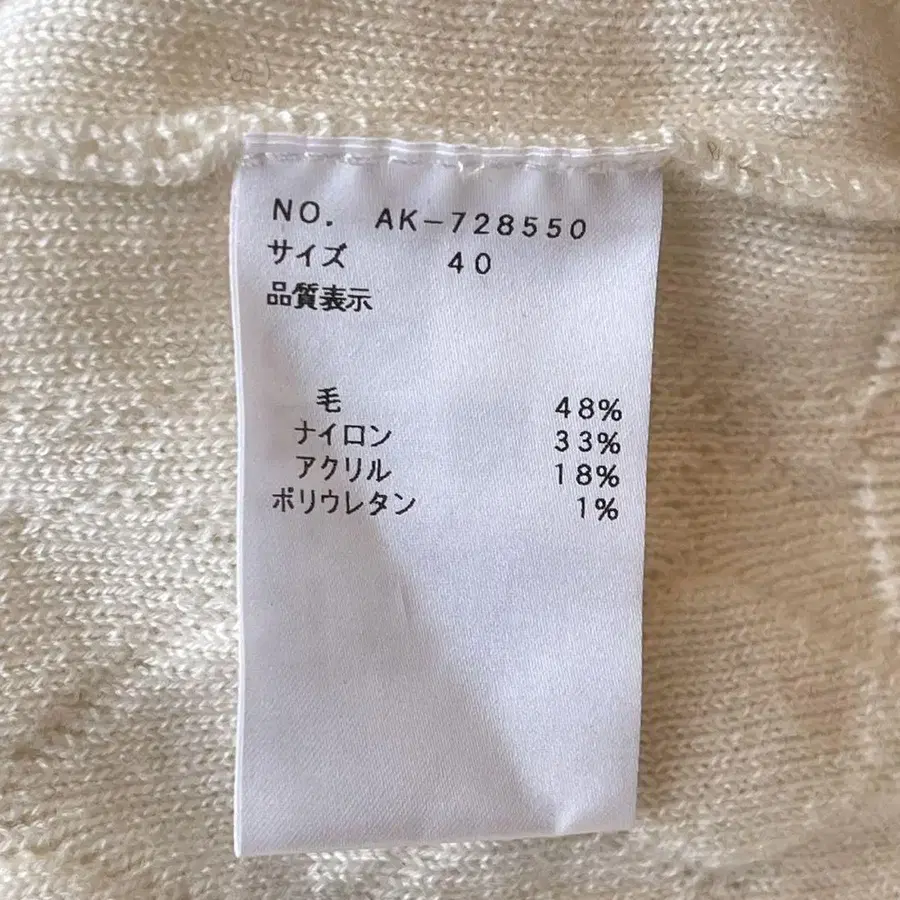 NO. AK-728550
サイズ 40
品質表示
毛 48%
ナイロン 33%
アクリル 18%
ポリウレタン 1%